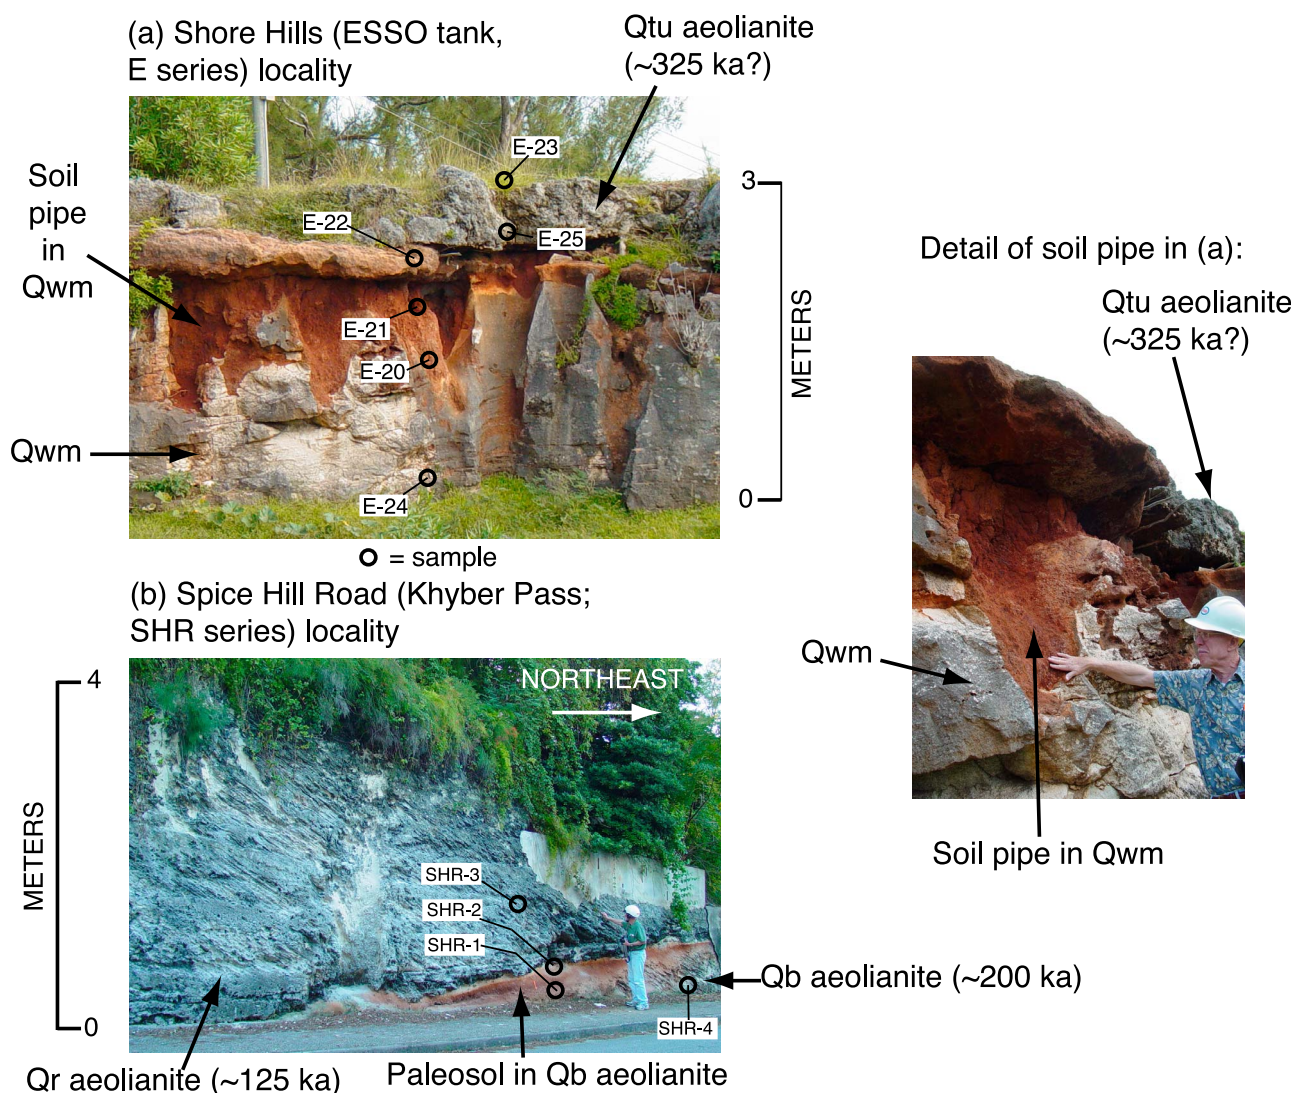 (a) Shore Hills (ESSO tank,
E series) locality
Qtu aeolianite
(~325 ka?)
E-23
Soil
pipe
in
Qwm
E-22
E-25
3
Detail of soil pipe in (a):
Qtu aeolianite
(~325 ka?)
E-21
METERS
E-20
Qwm
E-24
0
O = sample
(b) Spice Hill Road (Khyber Pass;
SHR series) locality
Qwm
4
NORTHEAST
METERS
SHR-3
SHR-2
SHR-1
Soil pipe in Qwm
Qb aeolianite (~200 ka)
0
SHR-4
Qr aeolianite (~125 ka)
Paleosol in Qb aeolianite